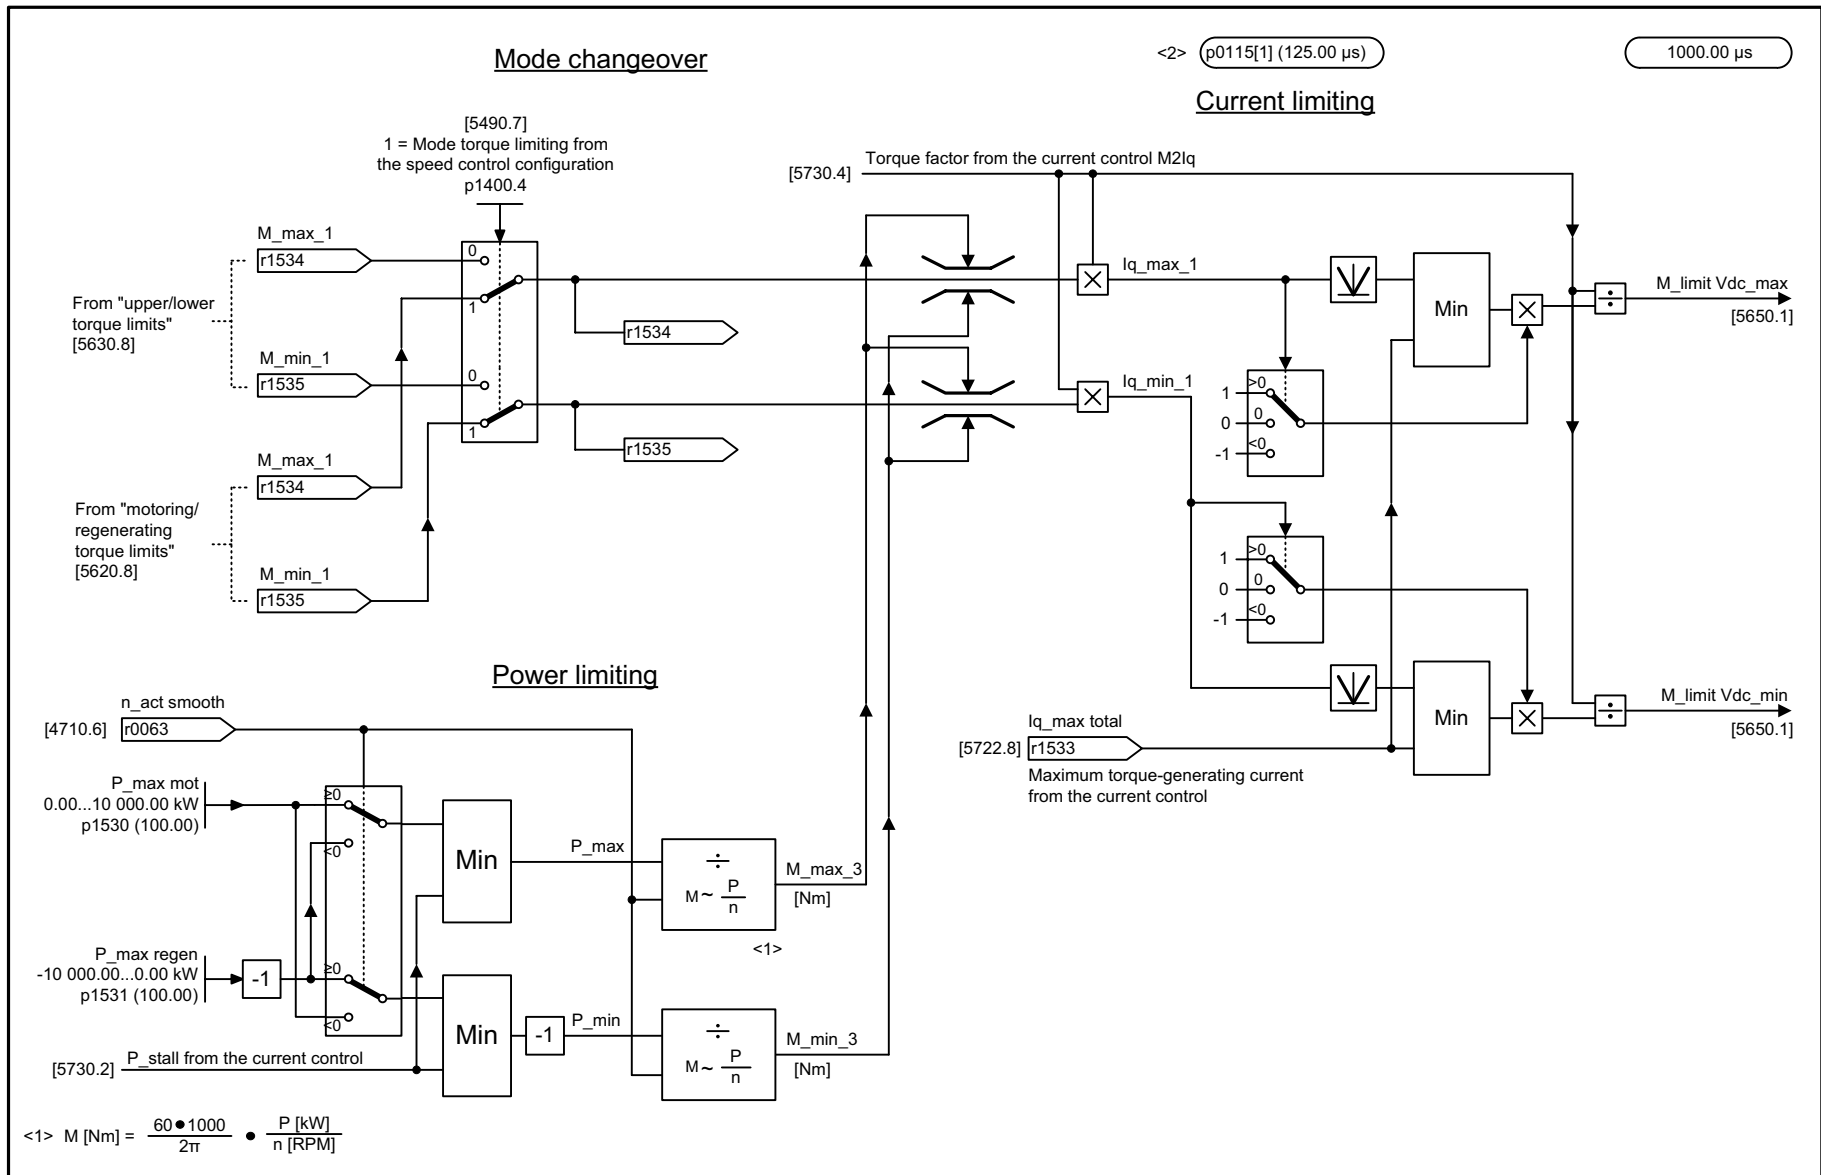 Mode changeover
<2> p0115[1] (125.00 µs)
1000.00 µs
Current limiting
[5490.7]
1 = Mode torque limiting from
the speed control configuration
p1400.4
Torque factor from the current control M2Iq
[5730.4]
M_max_1
r1534
0
1
From "upper/lower
torque limits"
[5630.8]
M_min_1
r1535
0
1
r1534
r1535
M_max_1
r1534
From "motoring/
regenerating
torque limits"
[5620.8]
M_min_1
r1535
Iq_max_1
Min
M_limit Vdc_max
[5650.1]
Iq_min_1
1 >0
0 0
-1 <0
1 >0
0 0
-1 <0
Min
M_limit Vdc_min
[5650.1]
Iq_max total
[5722.8] r1533
Maximum torque-generating current
from the current control
Power limiting
n_act smooth
[4710.6] r0063
P_max mot
0.00...10 000.00 kW
p1530 (100.00)
≥0
<0
Min
P_max
÷
M ~ P
n
M_max_3
[Nm]
<1>
P_max regen
-10 000.00...0.00 kW
p1531 (100.00)
-1
≥0
<0
Min
-1
P_min
÷
M ~ P
n
M_min_3
[Nm]
P_stall from the current control
[5730.2]
<1> M [Nm] = 60●1000 ● P [kW]
2π n [RPM]